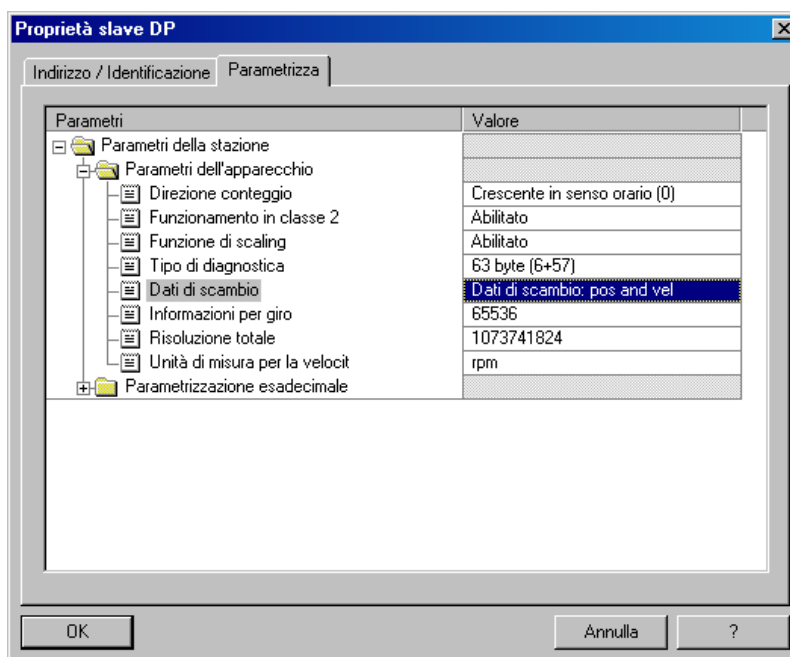 Proprietà slave DP
Indirizzo / Identificazione Parametrizza
Parametri Valore
Parametri della stazione
Parametri dell'apparecchio
Direzione conteggio Crescente in senso orario (0)
Funzionamento in classe 2 Abilitato
Funzione di scaling Abilitato
Tipo di diagnostica 63 byte (6+57)
Dati di scambio Dati di scambio: pos and vel
Informazioni per giro 65536
Risoluzione totale 1073741824
Unità di misura per la velocit rpm
Parametrizzazione esadecimale
OK Annulla ?